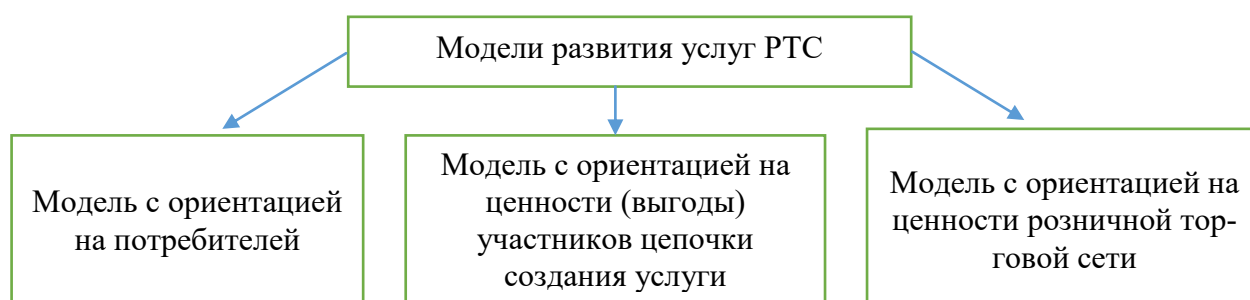 Модели развития услуг РТС
Модель с ориентацией
на потребителей
Модель с ориентацией на
ценности (выгоды)
участников цепочки
создания услуги
Модель с ориентацией на
ценности розничной тор-
говой сети